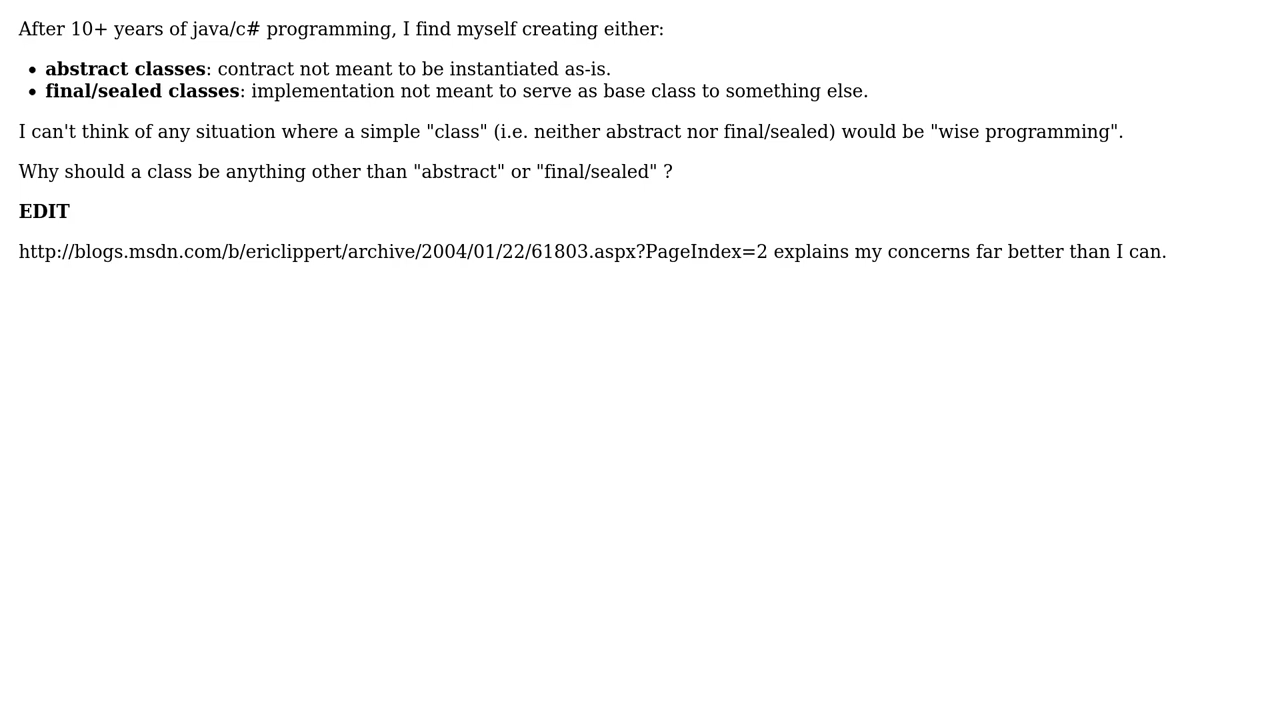 After 10+ years of java/c# programming, I find myself creating either:
• abstract classes: contract not meant to be instantiated as-is.
• final/sealed classes: implementation not meant to serve as base class to something else.
I can't think of any situation where a simple "class" (i.e. neither abstract nor final/sealed) would be "wise programming".
Why should a class be anything other than "abstract" or "final/sealed" ?
EDIT
http://blogs.msdn.com/b/ericlippert/archive/2004/01/22/61803.aspx?PageIndex=2 explains my concerns far better than I can.